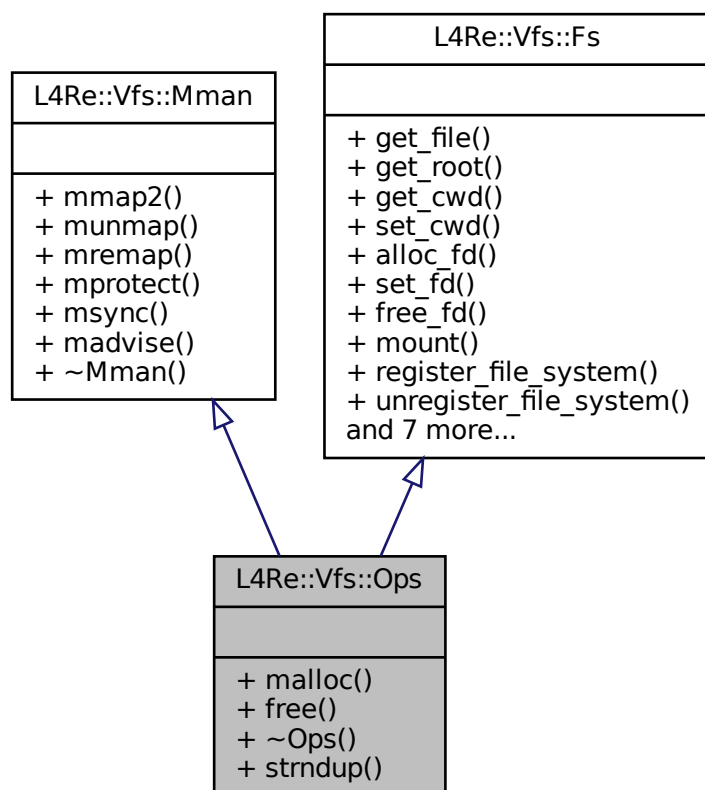 L4Re::Vfs::Mman
+ mmap2()
+ munmap()
+ mremap()
+ mprotect()
+ msync()
+ madvise()
+ ~Mman()
L4Re::Vfs::Fs
+ get_file()
+ get_root()
+ get_cwd()
+ set_cwd()
+ alloc_fd()
+ set_fd()
+ free_fd()
+ mount()
+ register_file_system()
+ unregister_file_system()
and 7 more...
L4Re::Vfs::Ops
+ malloc()
+ free()
+ ~Ops()
+ strndup()